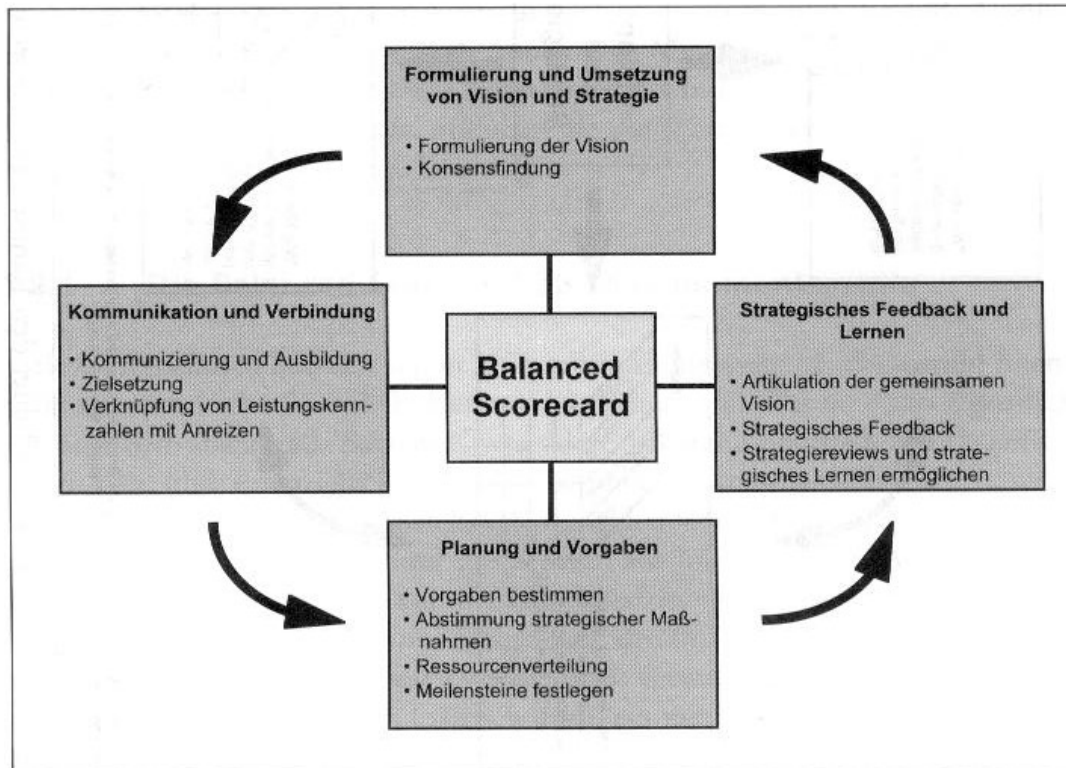 Formulierung und Umsetzung
von Vision und Strategie
• Formulierung der Vision
• Konsensfindung
Kommunikation und Verbindung
• Kommunizierung und Ausbildung
• Zielsetzung
• Verknüpfung von Leistungskenn-
zahlen mit Anreizen
Balanced
Scorecard
Strategisches Feedback und
Lernen
• Artikulation der gemeinsamen
Vision
• Strategisches Feedback
• Strategiereviews und strate-
gisches Lernen ermöglichen
Planung und Vorgaben
• Vorgaben bestimmen
• Abstimmung strategischer Maß-
nahmen
• Ressourcenverteilung
• Meilensteine festlegen